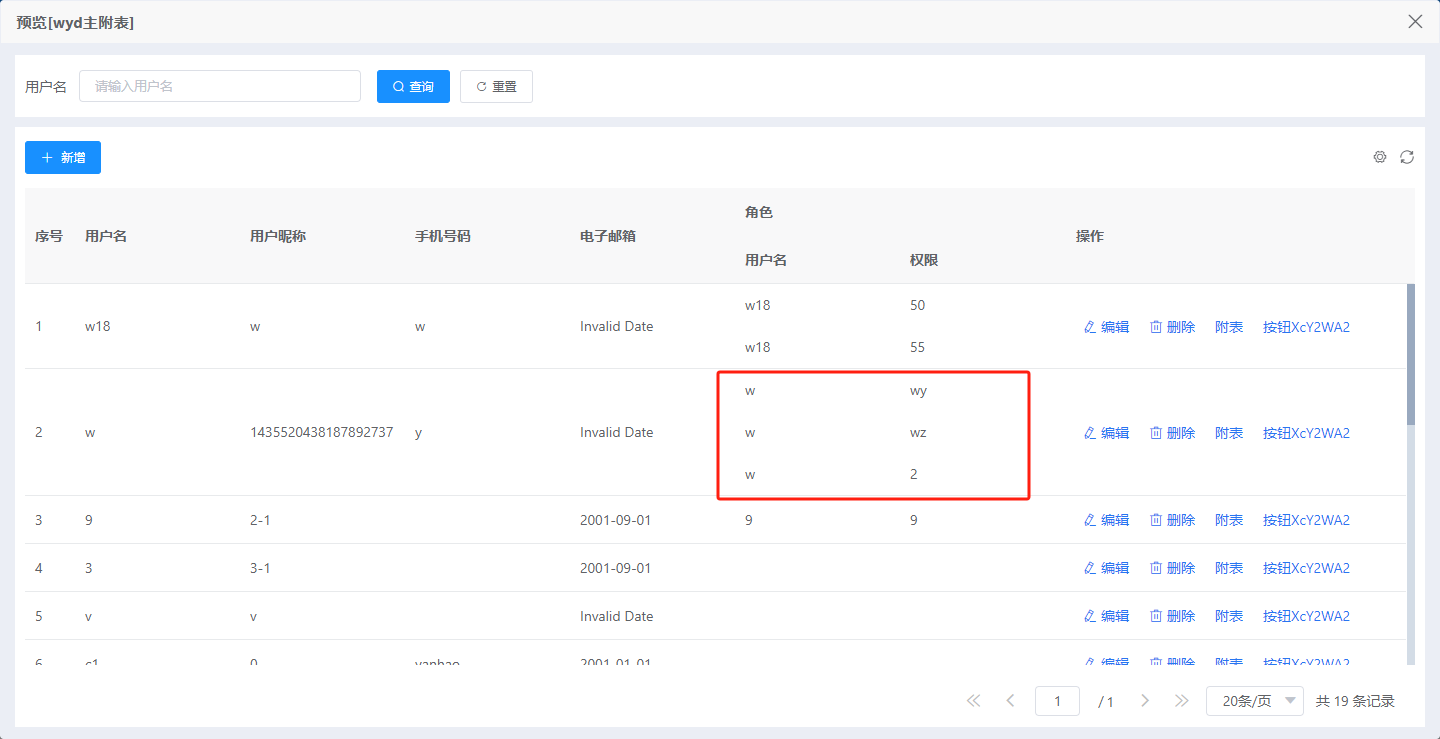 预览[wyd主附表]
用户名 请输入用户名 查询 重置
新增
角色
序号 用户名 用户昵称 手机号码 电子邮箱 操作
用户名 权限
w18 50
1 w18 w w Invalid Date 编辑 删除 附表 按钮XcY2WA2
w18 55
w wy
2 w 1435520438187892737 y Invalid Date w wz 编辑 删除 附表 按钮XcY2WA2
w 2
3 9 2-1 2001-09-01 9 9 编辑 删除 附表 按钮XcY2WA2
4 3 3-1 2001-09-01 编辑 删除 附表 按钮XcY2WA2
5 v v Invalid Date 编辑 删除 附表 按钮XcY2WA2
6 c1 0 yanhao 2001-01-01 编辑 删除 附表 按钮XcY2WA2
1 / 1 20条/页 共 19 条记录